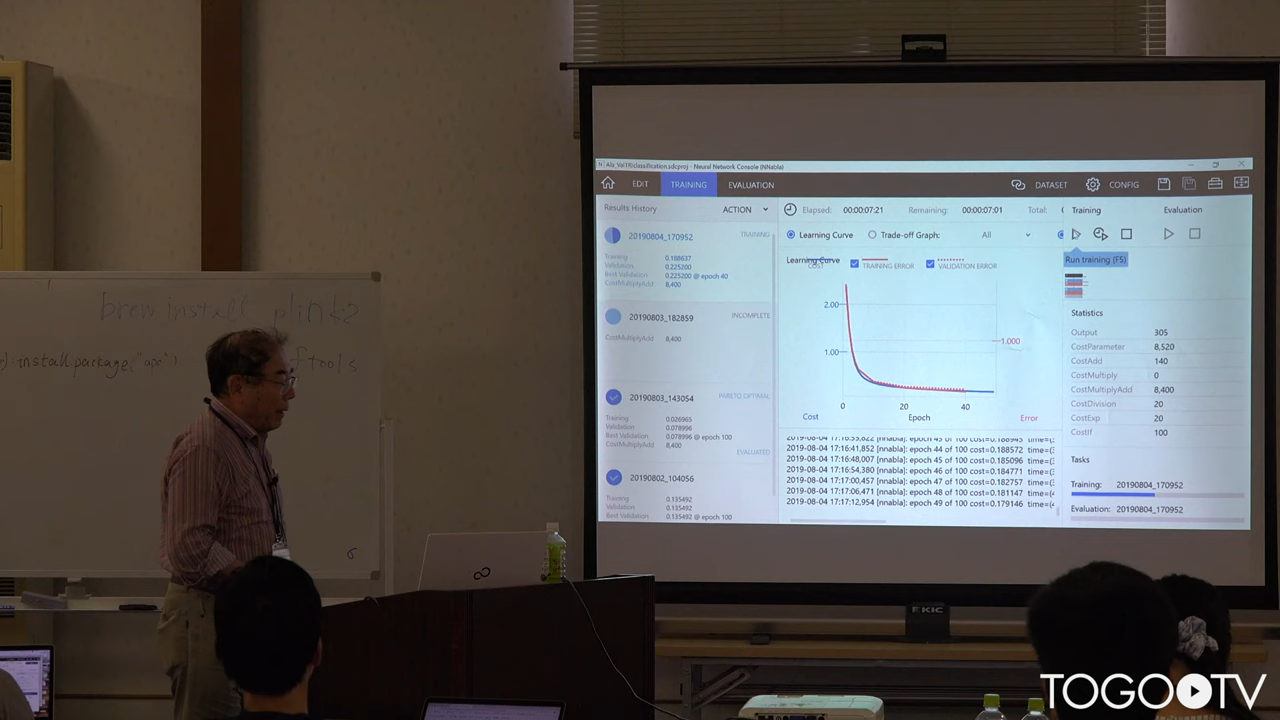 Ala_ValTR/classification.sdcproj - Neural Network Console (NNabla)
EDIT TRAINING EVALUATION DATASET CONFIG
Results History ACTION
20190804_170952 TRAINING
Training 0.188637
Validation 0.225200
Best Validation 0.225200 @ epoch 40
CostMultiplyAdd 8,400
20190803_182859 INCOMPLETE
CostMultiplyAdd 8,400
20190803_143054 PARETO OPTIMAL
Training 0.026965
Validation 0.078996
Best Validation 0.078996 @ epoch 100
CostMultiplyAdd 8,400
EVALUATED
20190802_104056
Training 0.135492
Validation 0.135492
Best Validation 0.135492 @ epoch 100
Elapsed: 00:00:07:21 Remaining: 00:00:07:01 Total:
Learning Curve Trade-off Graph: All
Learning Curve
COST TRAINING ERROR VALIDATION ERROR
2.00
1.00
1.000
0 20 40
Cost Epoch Error
2019-08-04 17:16:41,852 [nnabla]: epoch 44 of 100 cost=0.188572 time=(
2019-08-04 17:16:48,007 [nnabla]: epoch 45 of 100 cost=0.185096 time=(
2019-08-04 17:16:54,380 [nnabla]: epoch 46 of 100 cost=0.184771 time=(
2019-08-04 17:17:00,457 [nnabla]: epoch 47 of 100 cost=0.182757 time=(
2019-08-04 17:17:06,471 [nnabla]: epoch 48 of 100 cost=0.181147 time=(
2019-08-04 17:17:12,954 [nnabla]: epoch 49 of 100 cost=0.179146 time=(
Training Evaluation
Run training (F5)
Statistics
Output 305
CostParameter 8,520
CostAdd 140
CostMultiply 0
CostMultiplyAdd 8,400
CostDivision 20
CostExp 20
CostIf 100
Tasks
Training: 20190804_170952
Evaluation: 20190804_170952
brew install plink2
install.package("ape")
tools
KIC
TOGO TV